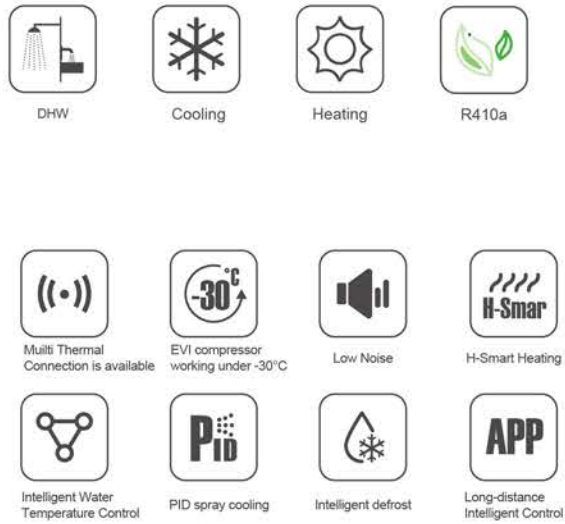 DHW
Cooling
Heating
R410a
Muilti Thermal
Connection is available
-30°C
EVI compressor
working under -30°C
Low Noise
H-Smar
H-Smart Heating
Intelligent Water
Temperature Control
PID
PID spray cooling
Intelligent defrost
APP
Long-distance
Intelligent Control